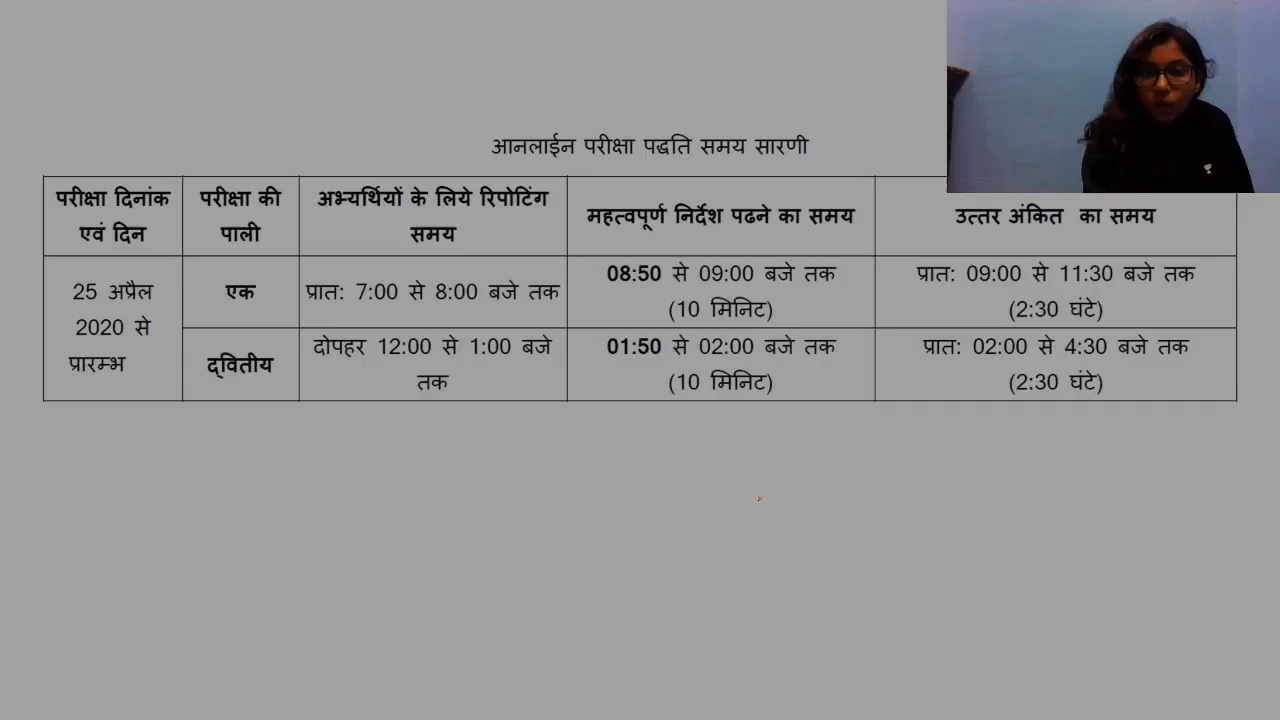 आनलाईन परीक्षा पद्धति समय सारणी
परीक्षा दिनांक एवं दिन
परीक्षा की पाली
अभ्यर्थियों के लिये रिपोटिंग समय
महत्वपूर्ण निर्देश पढने का समय
उत्तर अंकित का समय
25 अप्रैल
2020 से
प्रारम्भ
एक
प्रात: 7:00 से 8:00 बजे तक
08:50 से 09:00 बजे तक
(10 मिनिट)
प्रात: 09:00 से 11:30 बजे तक
(2:30 घंटे)
द्वितीय
दोपहर 12:00 से 1:00 बजे
तक
01:50 से 02:00 बजे तक
(10 मिनिट)
प्रात: 02:00 से 4:30 बजे तक
(2:30 घंटे)